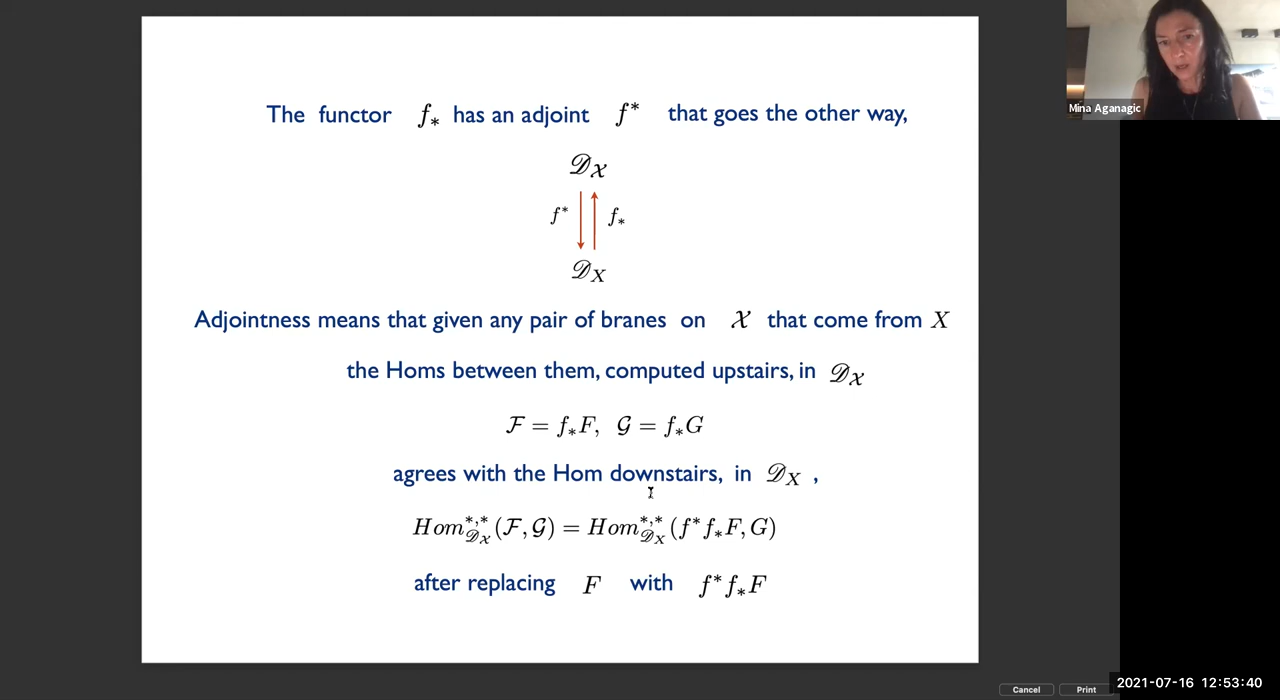 The functor f_* has an adjoint f^* that goes the other way,
𝒟_𝒳
f^* f_*
𝒟_X
Adjointness means that given any pair of branes on 𝒳 that come from X
the Homs between them, computed upstairs, in 𝒟_𝒳
ℱ = f_*F, 𝒢 = f_*G
agrees with the Hom downstairs, in 𝒟_X ,
Hom^{*,*}_{𝒟_𝒳}(ℱ, 𝒢) = Hom^{*,*}_{𝒟_X}(f^*f_*F, G)
after replacing F with f^*f_*F
Mina Aganagic
Cancel Print
2021-07-16 12:53:40